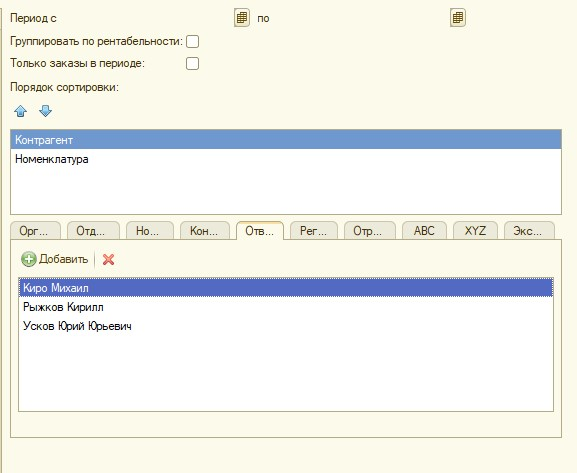 Период с по
Группировать по рентабельности:
Только заказы в периоде:
Порядок сортировки:
Контрагент
Номенклатура
Орг... Отд... Но... Кон... Отв... Рег... Отр... ABC XYZ Экс...
Добавить
Киро Михаил
Рыжков Кирилл
Усков Юрий Юрьевич